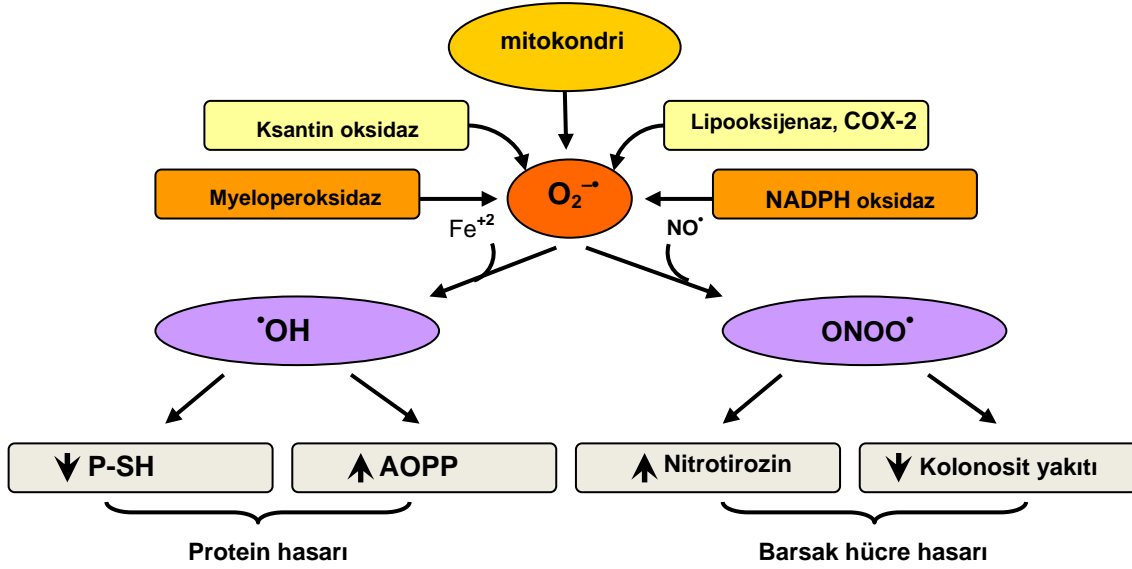 mitokondri
Ksantin oksidaz
Lipooksijenaz, COX-2
Myeloperoksidaz
O₂⁻•
NADPH oksidaz
Fe⁺²
NO•
•OH
ONOO•
P-SH
AOPP
Nitrotirozin
Kolonosit yakıtı
Protein hasarı
Barsak hücre hasarı